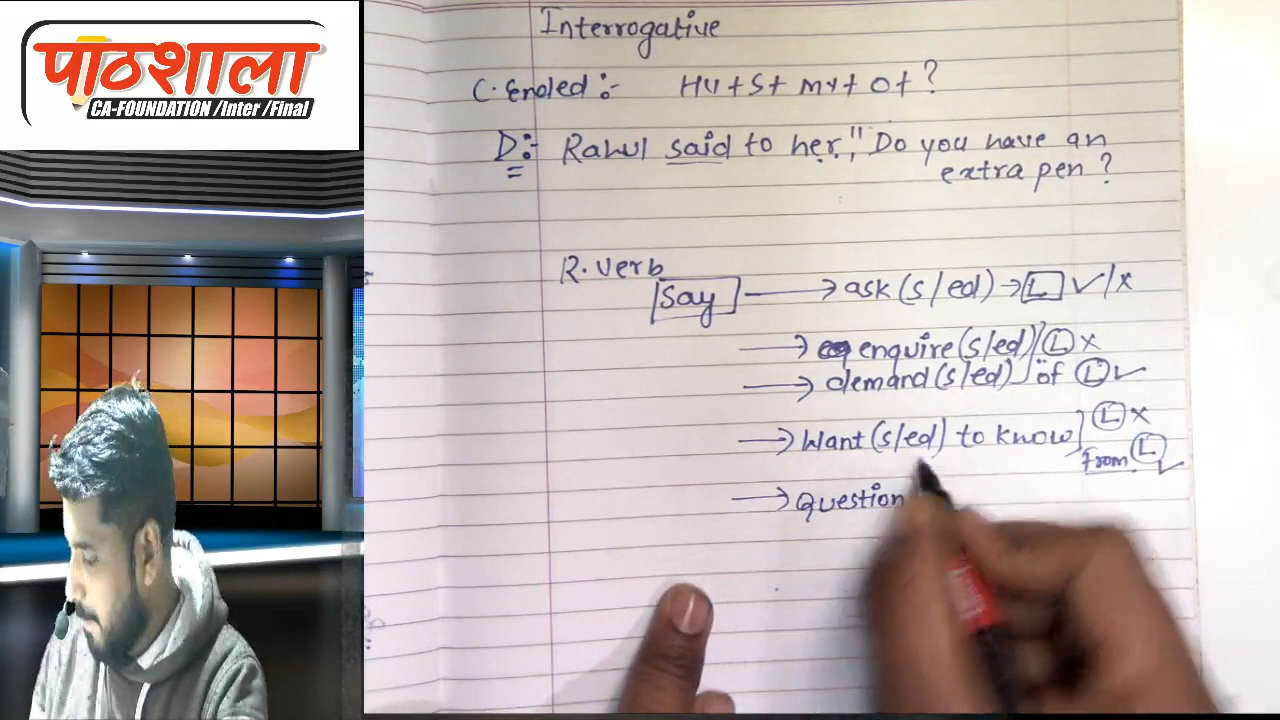 पाठशाला
CA-FOUNDATION /Inter /Final
Interrogative
C. Ended :- HV + S + mv + O + ?
D:- Rahul said to her, "Do you have an
extra pen ?
R. verb
Say → ask (s/ed) → L ✓/×
→ enquire (s/ed) L ×
→ demand (s/ed) of L ✓
→ Want (s/ed) to know L ×
From L ✓
→ Question